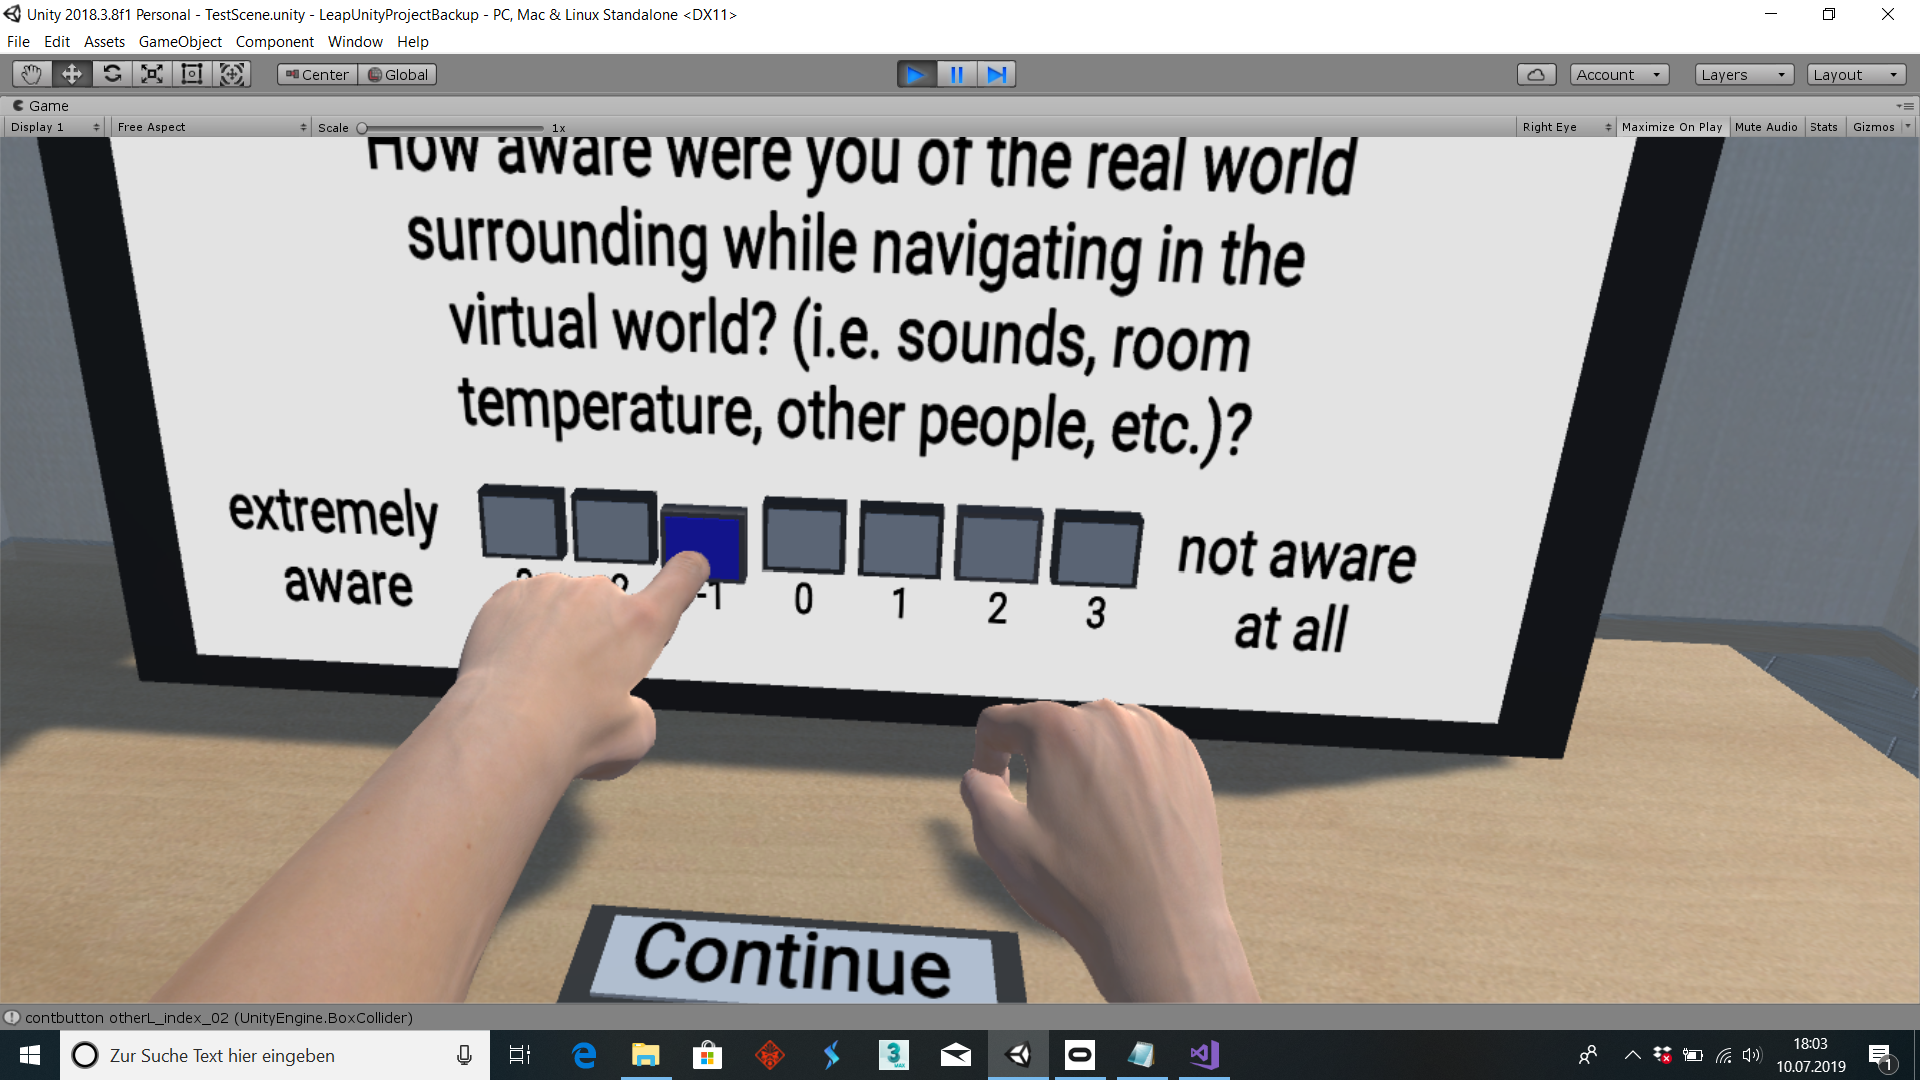 Unity 2018.3.8f1 Personal - TestScene.unity - LeapUnityProjectBackup - PC, Mac & Linux Standalone <DX11>
File Edit Assets GameObject Component Window Help
Center Global Account Layers Layout
Game
Display 1 Free Aspect Scale 1x Right Eye Maximize On Play Mute Audio Stats Gizmos
How aware were you of the real world
surrounding while navigating in the
virtual world? (i.e. sounds, room
temperature, other people, etc.)?
extremely
aware
-1 0 1 2 3
not aware
at all
Continue
contbutton otherL_index_02 (UnityEngine.BoxCollider)
Zur Suche Text hier eingeben
3
MAX
18:03
10.07.2019
1